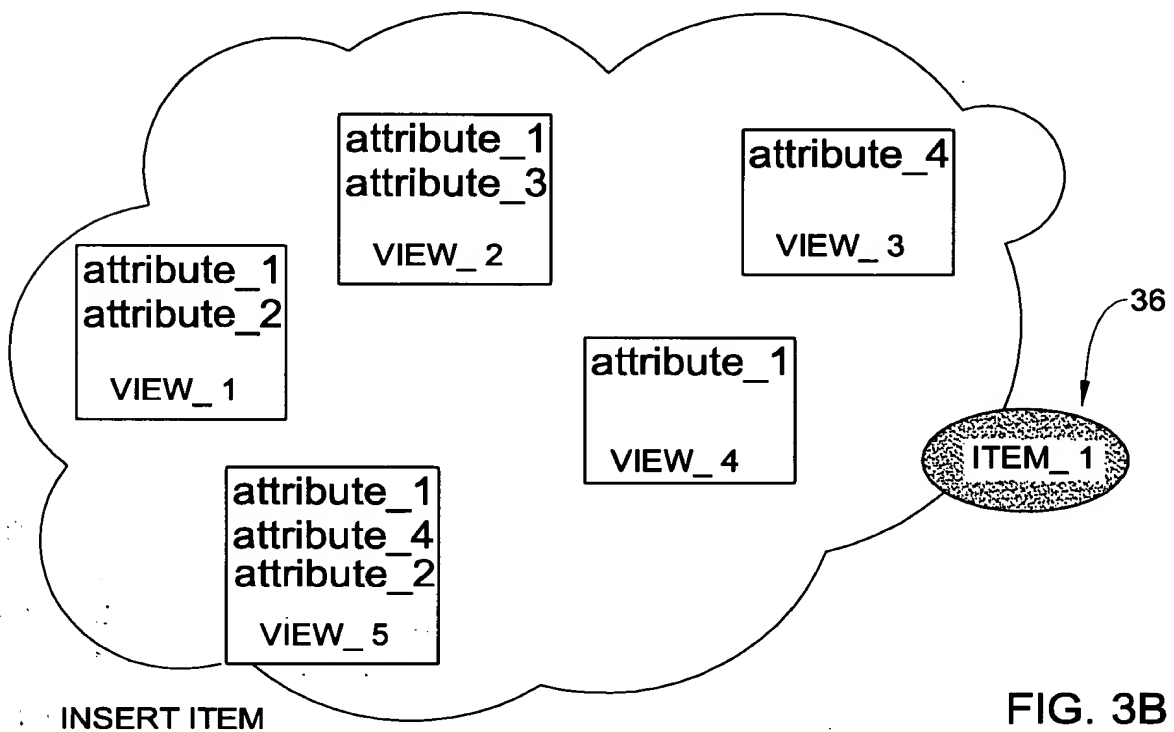 attribute_1
attribute_3
VIEW_ 2
attribute_4
VIEW_ 3
attribute_1
attribute_2
VIEW_ 1
36
attribute_1
VIEW_ 4
ITEM_ 1
attribute_1
attribute_4
attribute_2
VIEW_ 5
INSERT ITEM
FIG. 3B